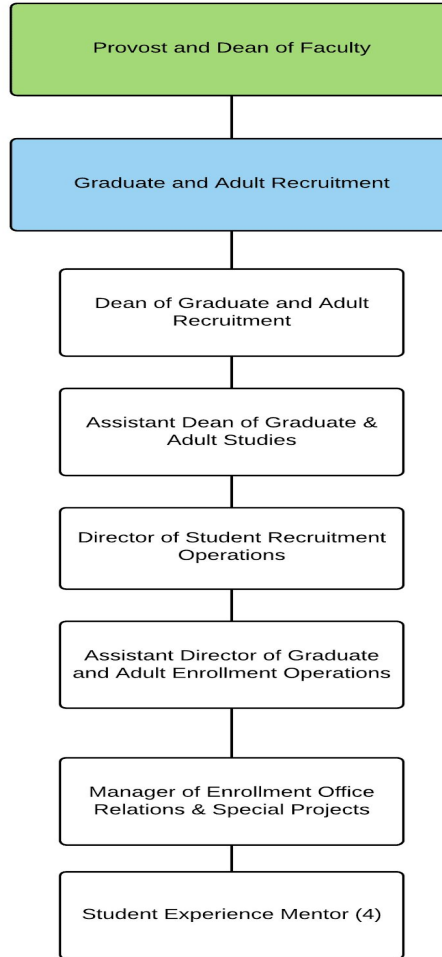 Provost and Dean of Faculty
Graduate and Adult Recruitment
Dean of Graduate and Adult
Recruitment
Assistant Dean of Graduate &
Adult Studies
Director of Student Recruitment
Operations
Assistant Director of Graduate
and Adult Enrollment Operations
Manager of Enrollment Office
Relations & Special Projects
Student Experience Mentor (4)